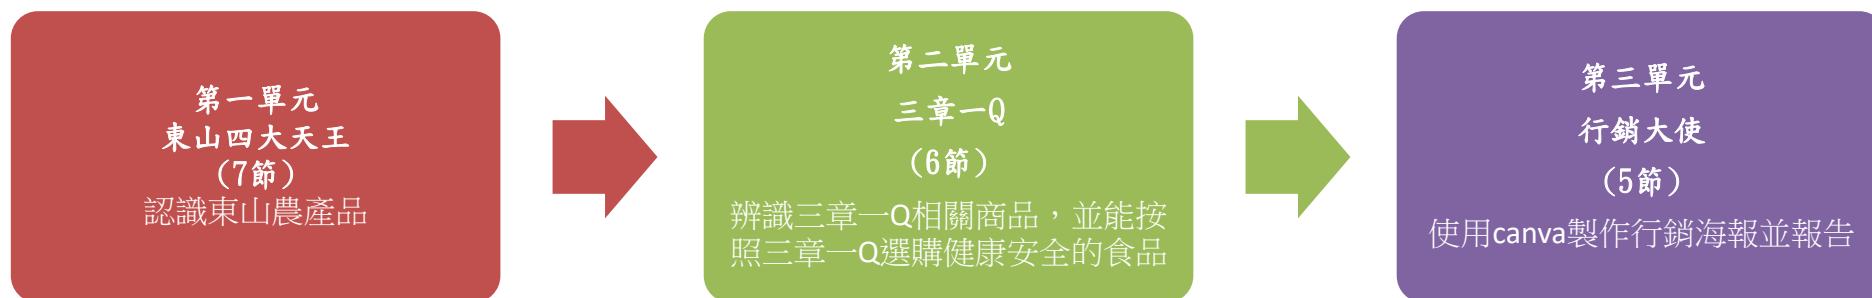 第一單元
東山四大天王
(7節)
認識東山農產品
第二單元
三章一Q
(6節)
辨識三章一Q相關商品，並能按
照三章一Q選購健康安全的食品
第三單元
行銷大使
(5節)
使用canva製作行銷海報並報告